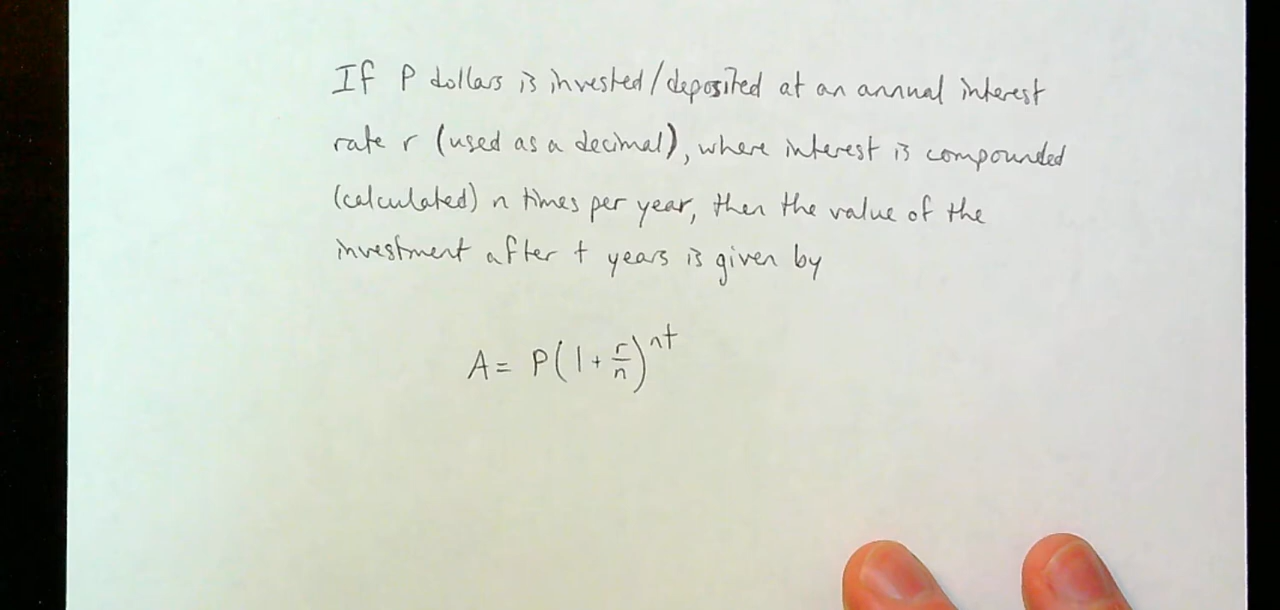 If P dollars is invested/deposited at an annual interest
rate r (used as a decimal), where interest is compounded
(calculated) n times per year, then the value of the
investment after t years is given by
A = P(1 + r/n)^nt